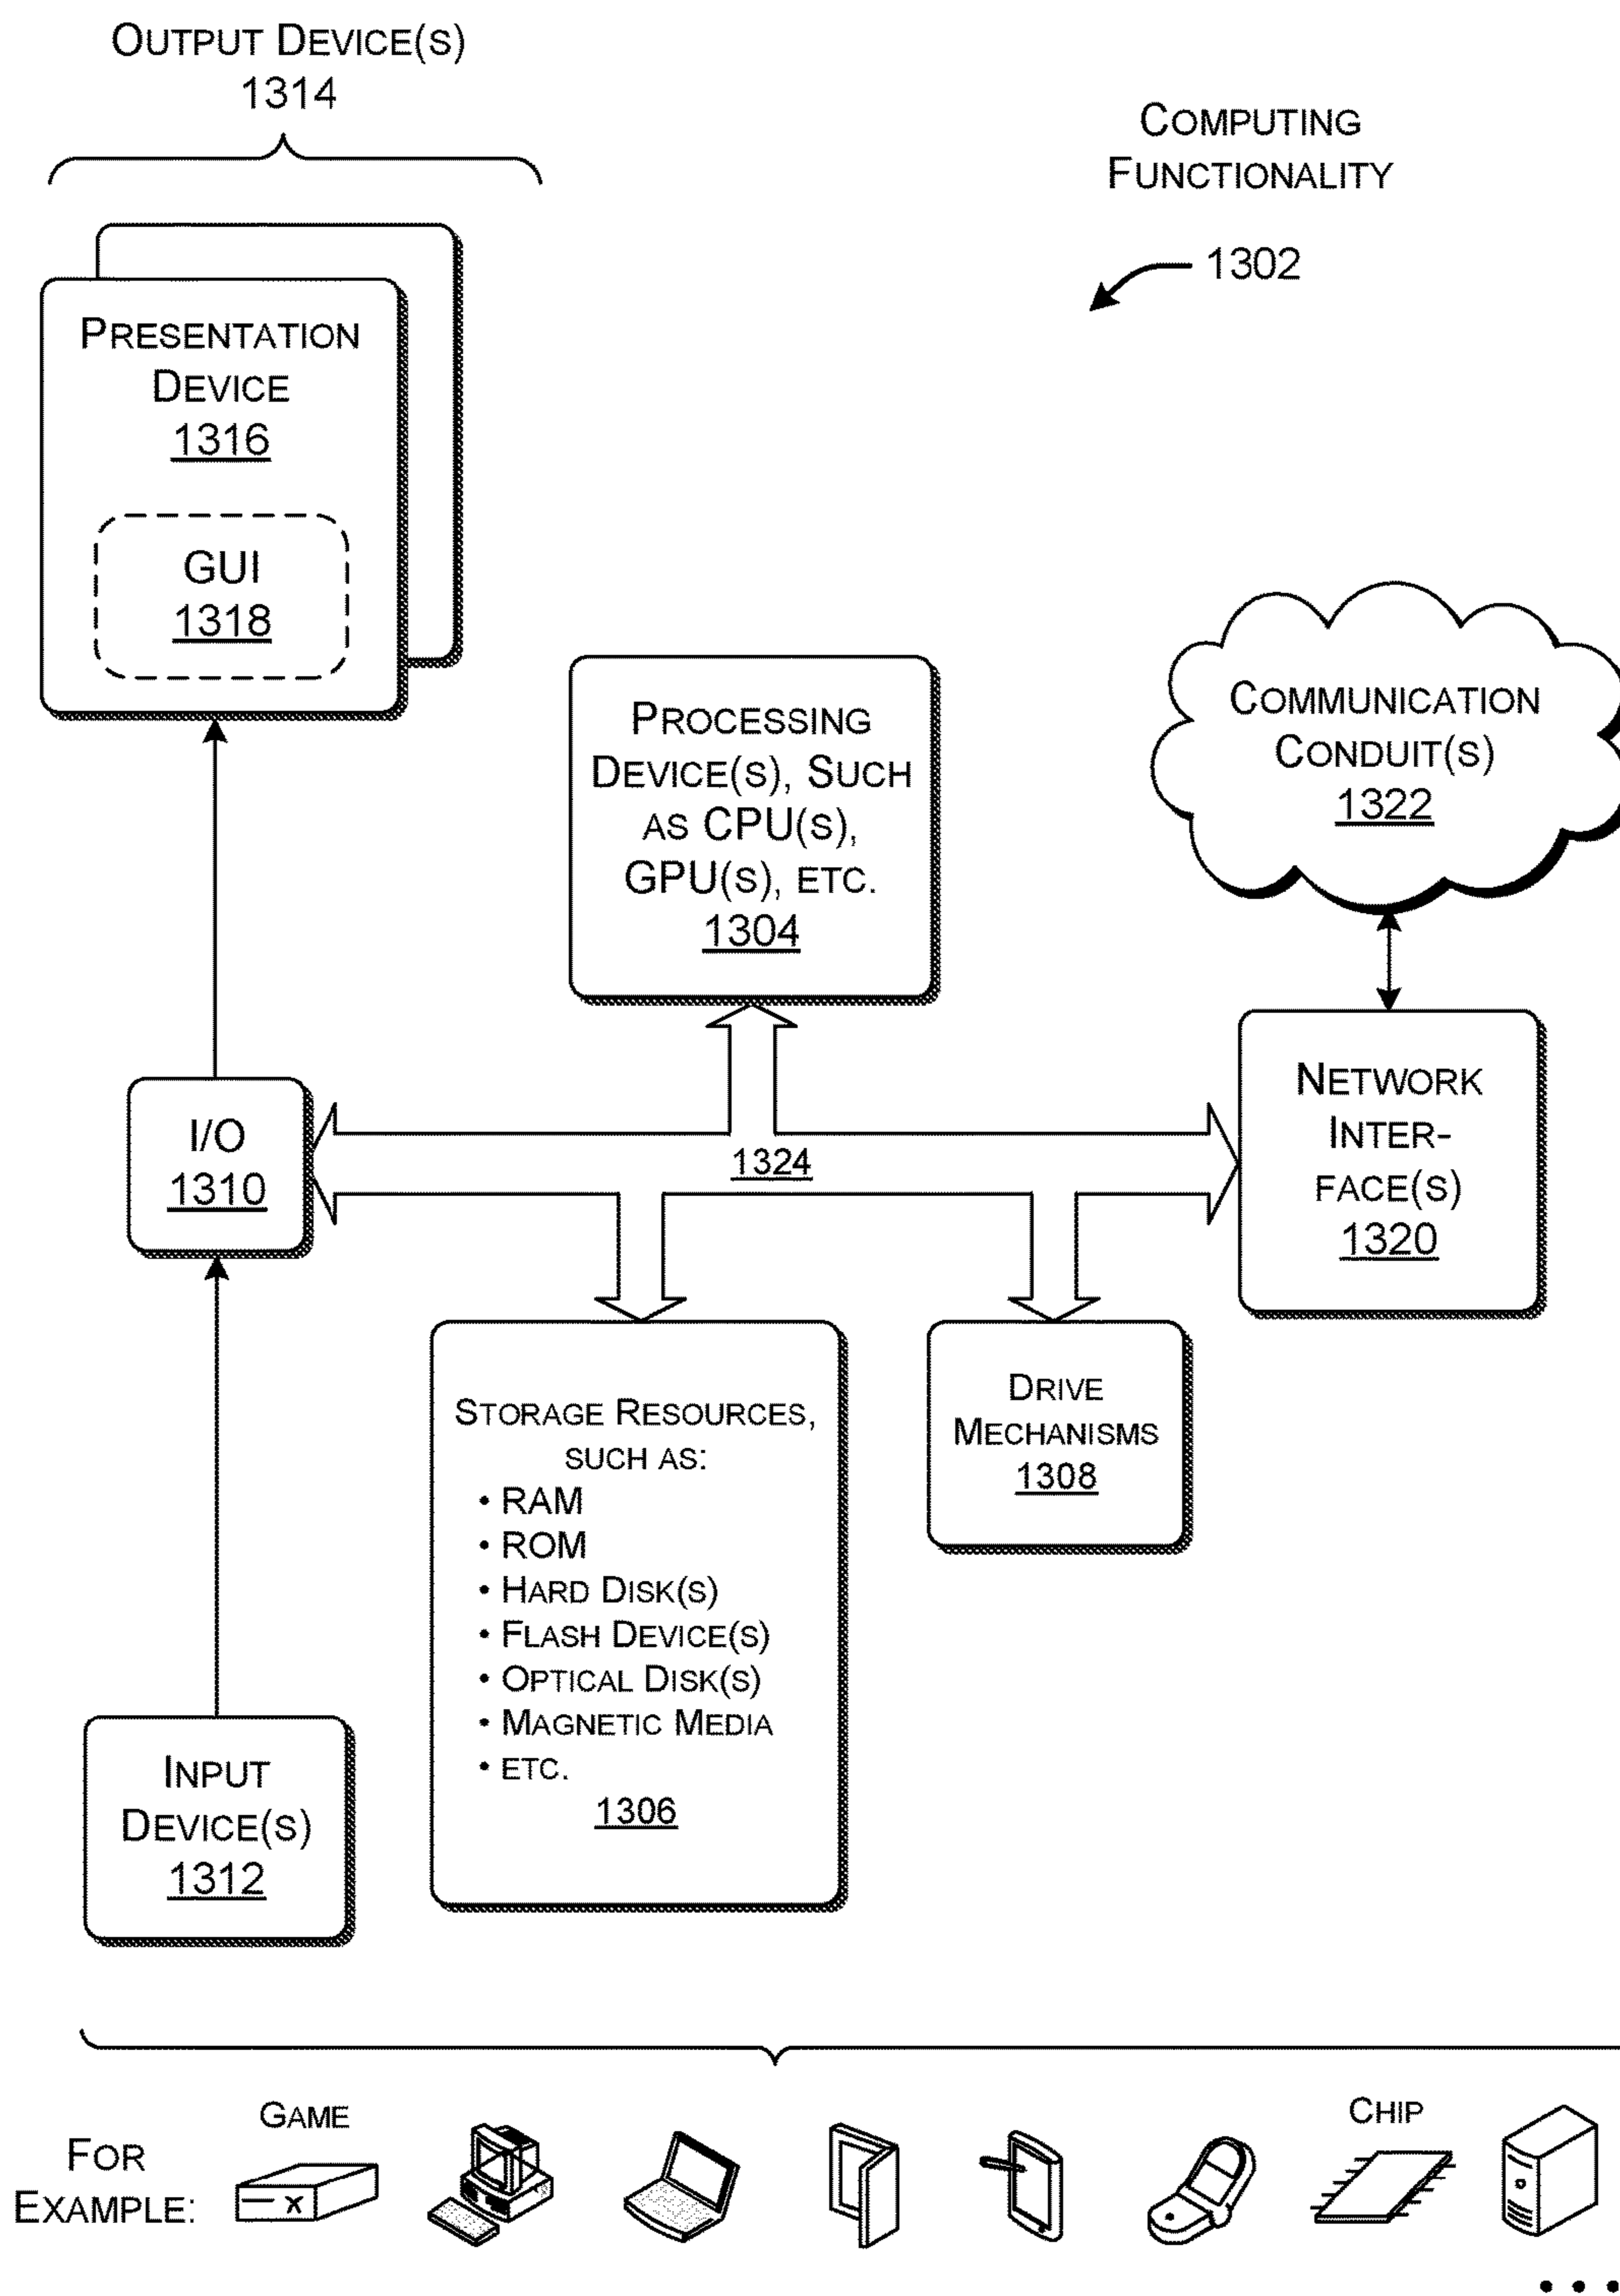 OUTPUT DEVICE(S)
1314
COMPUTING
FUNCTIONALITY
1302
PRESENTATION
DEVICE
1316
GUI
1318
PROCESSING
DEVICE(S), SUCH
AS CPU(S),
GPU(S), ETC.
1304
COMMUNICATION
CONDUIT(S)
1322
I/O
1310
1324
NETWORK
INTER-
FACE(S)
1320
STORAGE RESOURCES,
SUCH AS:
• RAM
• ROM
• HARD DISK(S)
• FLASH DEVICE(S)
• OPTICAL DISK(S)
• MAGNETIC MEDIA
• ETC.
1306
DRIVE
MECHANISMS
1308
INPUT
DEVICE(S)
1312
FOR
EXAMPLE:
GAME
X
CHIP